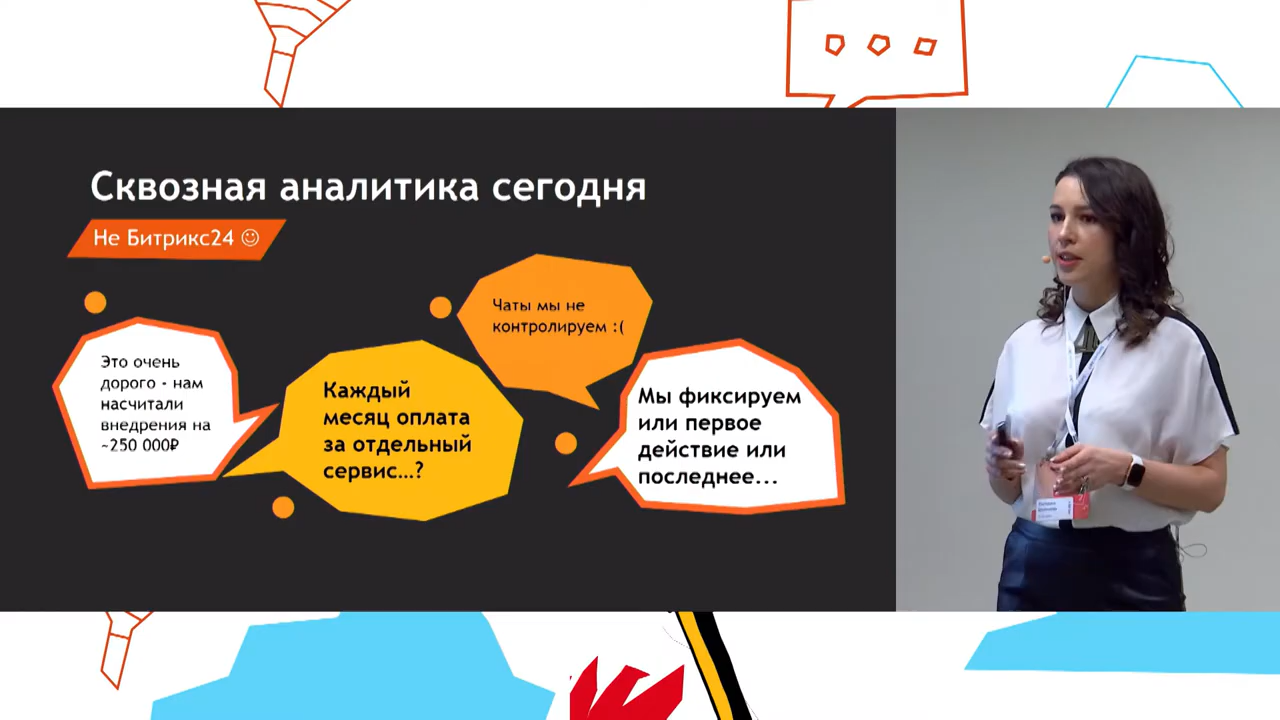 Сквозная аналитика сегодня
Не Битрикс24 ☺
Это очень
дорого - нам
насчитали
внедрения на
~250 000₽
Каждый
месяц оплата
за отдельный
сервис...?
Чаты мы не
контролируем :(
Мы фиксируем
или первое
действие или
последнее...